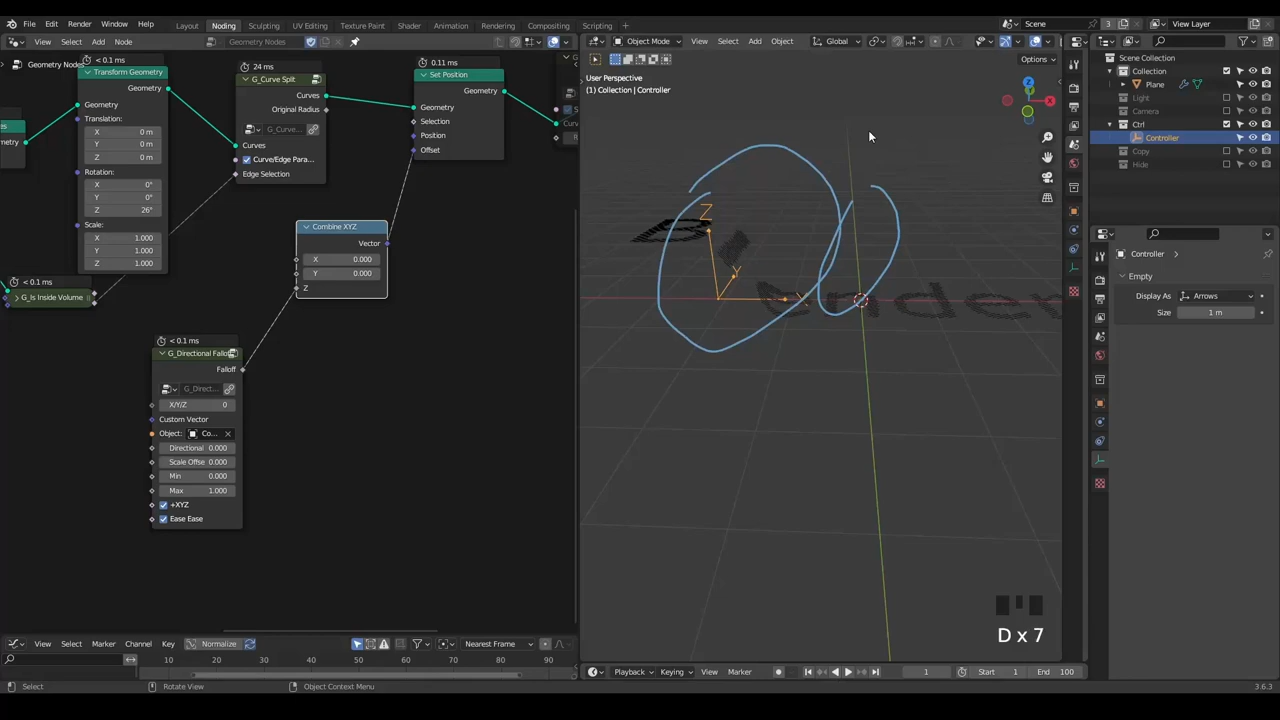 File Edit Render Window Help Layout Noding Sculpting UV Editing Texture Paint Shader Animation Rendering Compositing Scripting Scene 3 View Layer
View Select Add Node Geometry Nodes
Object Mode View Select Add Object Global
Options
Geometry Nodes
< 0.1 ms
Transform Geometry
Geometry
Geometry
Translation:
X 0 m
Y 0 m
Z 0 m
Rotation:
X 0°
Y 0°
Z 26°
Scale:
X 1.000
Y 1.000
Z 1.000
24 ms
G_Curve Split
Curves
Original Radius
G_Curve...
Curves
Curve/Edge Para...
Edge Selection
0.11 ms
Set Position
Geometry
Geometry
Selection
Position
Offset
Combine XYZ
Vector
X 0.000
Y 0.000
Z
< 0.1 ms
G_Is Inside Volume
< 0.1 ms
G_Directional Fallo
Falloff
G_Direct...
X/Y/Z 0
Custom Vector
Object: Co...
Directional 0.000
Scale Offse 0.000
Min 0.000
Max 1.000
+XYZ
Ease Ease
User Perspective
(1) Collection | Controller
Z
Y
X
ender
D x 7
Scene Collection
Collection
Plane
Light
Camera
Ctrl
Controller
Copy
Hide
Controller
Empty
Display As Arrows
Size 1 m
View Select Marker Channel Key Normalize Nearest Frame
10 20 30 40 50 60 70 80 90
Playback Keying View Marker 1 Start 1 End 100
Select Rotate View Object Context Menu 3.6.3